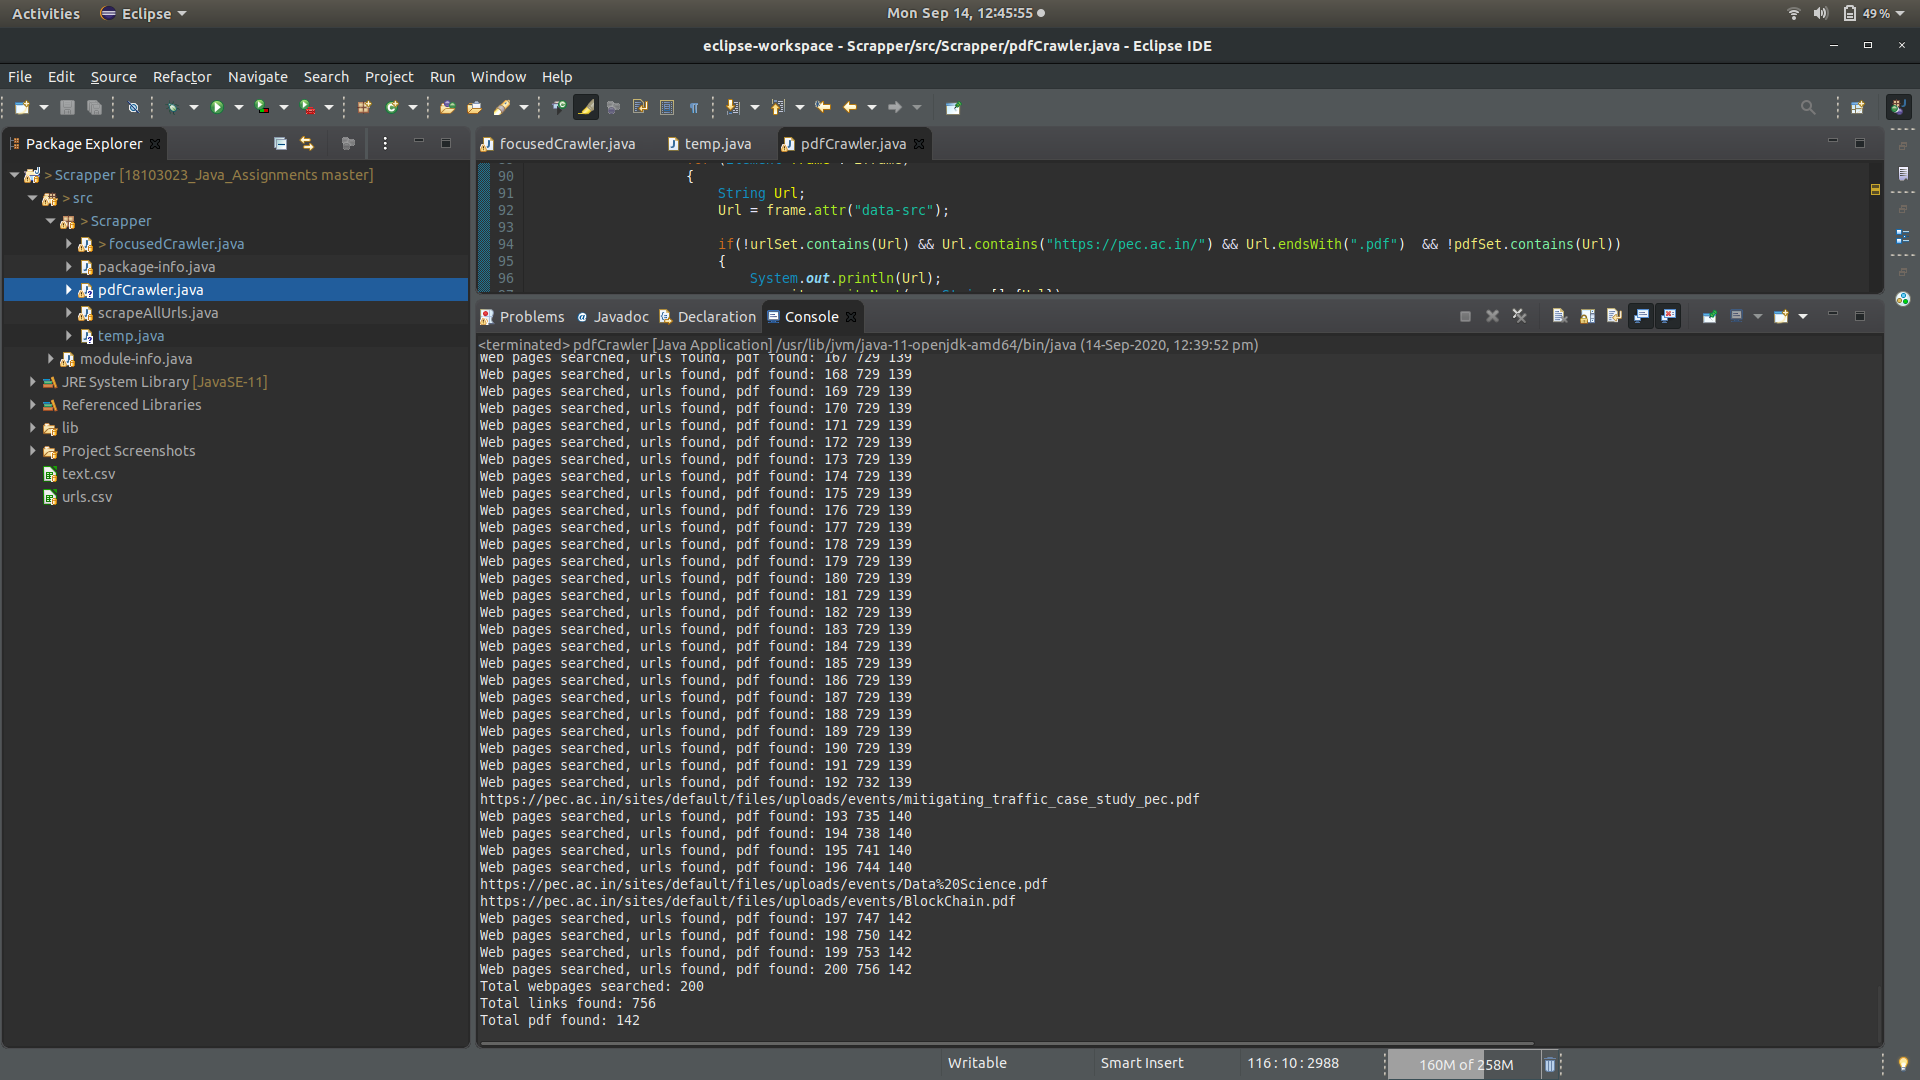 Activities Eclipse Mon Sep 14, 12:45:55 49 %
eclipse-workspace - Scrapper/src/Scrapper/pdfCrawler.java - Eclipse IDE
File Edit Source Refactor Navigate Search Project Run Window Help
Package Explorer
> Scrapper [18103023_Java_Assignments master]
> src
> Scrapper
> focusedCrawler.java
package-info.java
pdfCrawler.java
scrapeAllUrls.java
temp.java
module-info.java
JRE System Library [JavaSE-11]
Referenced Libraries
lib
Project Screenshots
text.csv
urls.csv
focusedCrawler.java temp.java pdfCrawler.java
90 {
91 String Url;
92 Url = frame.attr("data-src");
93
94 if(!urlSet.contains(Url) && Url.contains("https://pec.ac.in/") && Url.endsWith(".pdf") && !pdfSet.contains(Url))
95 {
96 System.out.println(Url);
Problems Javadoc Declaration Console
<terminated> pdfCrawler [Java Application] /usr/lib/jvm/java-11-openjdk-amd64/bin/java (14-Sep-2020, 12:39:52 pm)
Web pages searched, urls found, pdf found: 167 729 139
Web pages searched, urls found, pdf found: 168 729 139
Web pages searched, urls found, pdf found: 169 729 139
Web pages searched, urls found, pdf found: 170 729 139
Web pages searched, urls found, pdf found: 171 729 139
Web pages searched, urls found, pdf found: 172 729 139
Web pages searched, urls found, pdf found: 173 729 139
Web pages searched, urls found, pdf found: 174 729 139
Web pages searched, urls found, pdf found: 175 729 139
Web pages searched, urls found, pdf found: 176 729 139
Web pages searched, urls found, pdf found: 177 729 139
Web pages searched, urls found, pdf found: 178 729 139
Web pages searched, urls found, pdf found: 179 729 139
Web pages searched, urls found, pdf found: 180 729 139
Web pages searched, urls found, pdf found: 181 729 139
Web pages searched, urls found, pdf found: 182 729 139
Web pages searched, urls found, pdf found: 183 729 139
Web pages searched, urls found, pdf found: 184 729 139
Web pages searched, urls found, pdf found: 185 729 139
Web pages searched, urls found, pdf found: 186 729 139
Web pages searched, urls found, pdf found: 187 729 139
Web pages searched, urls found, pdf found: 188 729 139
Web pages searched, urls found, pdf found: 189 729 139
Web pages searched, urls found, pdf found: 190 729 139
Web pages searched, urls found, pdf found: 191 729 139
Web pages searched, urls found, pdf found: 192 732 139
https://pec.ac.in/sites/default/files/uploads/events/mitigating_traffic_case_study_pec.pdf
Web pages searched, urls found, pdf found: 193 735 140
Web pages searched, urls found, pdf found: 194 738 140
Web pages searched, urls found, pdf found: 195 741 140
Web pages searched, urls found, pdf found: 196 744 140
https://pec.ac.in/sites/default/files/uploads/events/Data%20Science.pdf
https://pec.ac.in/sites/default/files/uploads/events/BlockChain.pdf
Web pages searched, urls found, pdf found: 197 747 142
Web pages searched, urls found, pdf found: 198 750 142
Web pages searched, urls found, pdf found: 199 753 142
Web pages searched, urls found, pdf found: 200 756 142
Total webpages searched: 200
Total links found: 756
Total pdf found: 142
Writable Smart Insert 116 : 10 : 2988 160M of 258M